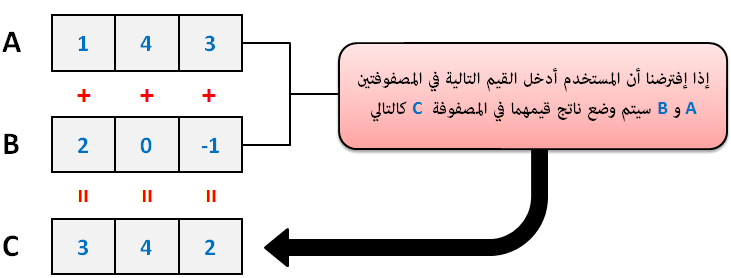 A 1 4 3
+ + +
B 2 0 -1
= = =
C 3 4 2
إذا إفترضنا أن المستخدم أدخل القيم التالية في المصفوفتين
A و B سيتم وضع ناتج قيمهما في المصفوفة C كالتالي